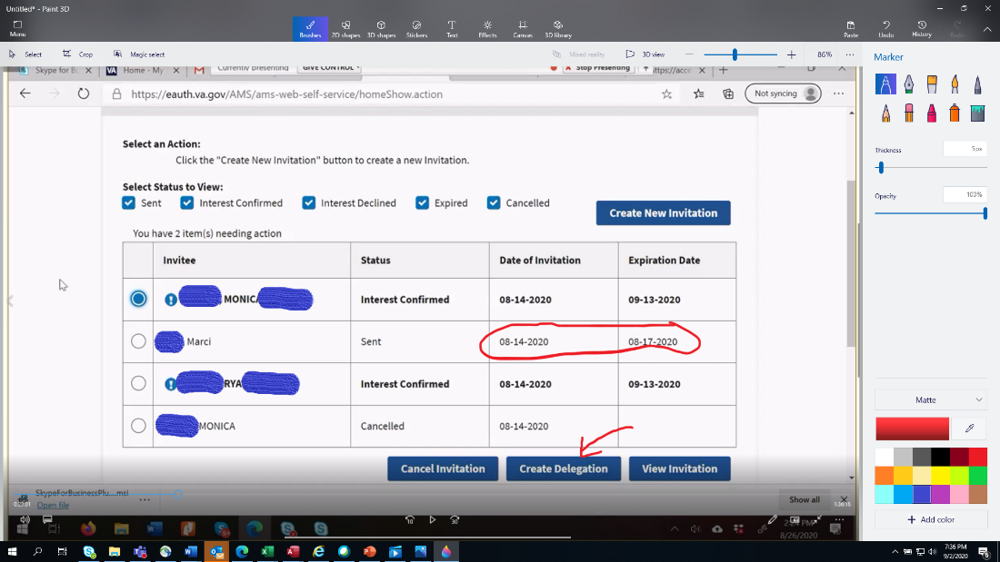 Untitled* - Paint 3D
Menu
Brushes
2D shapes
3D shapes
Stickers
Text
Effects
Canvas
3D library
Paste
Undo
History
Select
Crop
Magic select
Mixed reality
3D view
86%
Marker
Skype for B
Home - My
Currently presenting
GIVE CONTROL
Stop Presenting
https://acce
https://eauth.va.gov/AMS/ams-web-self-service/homeShow.action
Not syncing
Thickness
5px
Opacity
100%
Select an Action:
Click the "Create New Invitation" button to create a new Invitation.
Select Status to View:
Sent
Interest Confirmed
Interest Declined
Expired
Cancelled
Create New Invitation
You have 2 item(s) needing action
Invitee Status Date of Invitation Expiration Date
MONICA Interest Confirmed 08-14-2020 09-13-2020
Marci Sent 08-14-2020 08-17-2020
RYA Interest Confirmed 08-14-2020 09-13-2020
MONICA Cancelled 08-14-2020
Cancel Invitation
Create Delegation
View Invitation
Matte
Add color
SkypeForBusinessPlu....msi
Open file
Show all
0:23:01
1:36:16
10
30
2:24 PM
8/26/2020
7:36 PM
9/2/2020
6